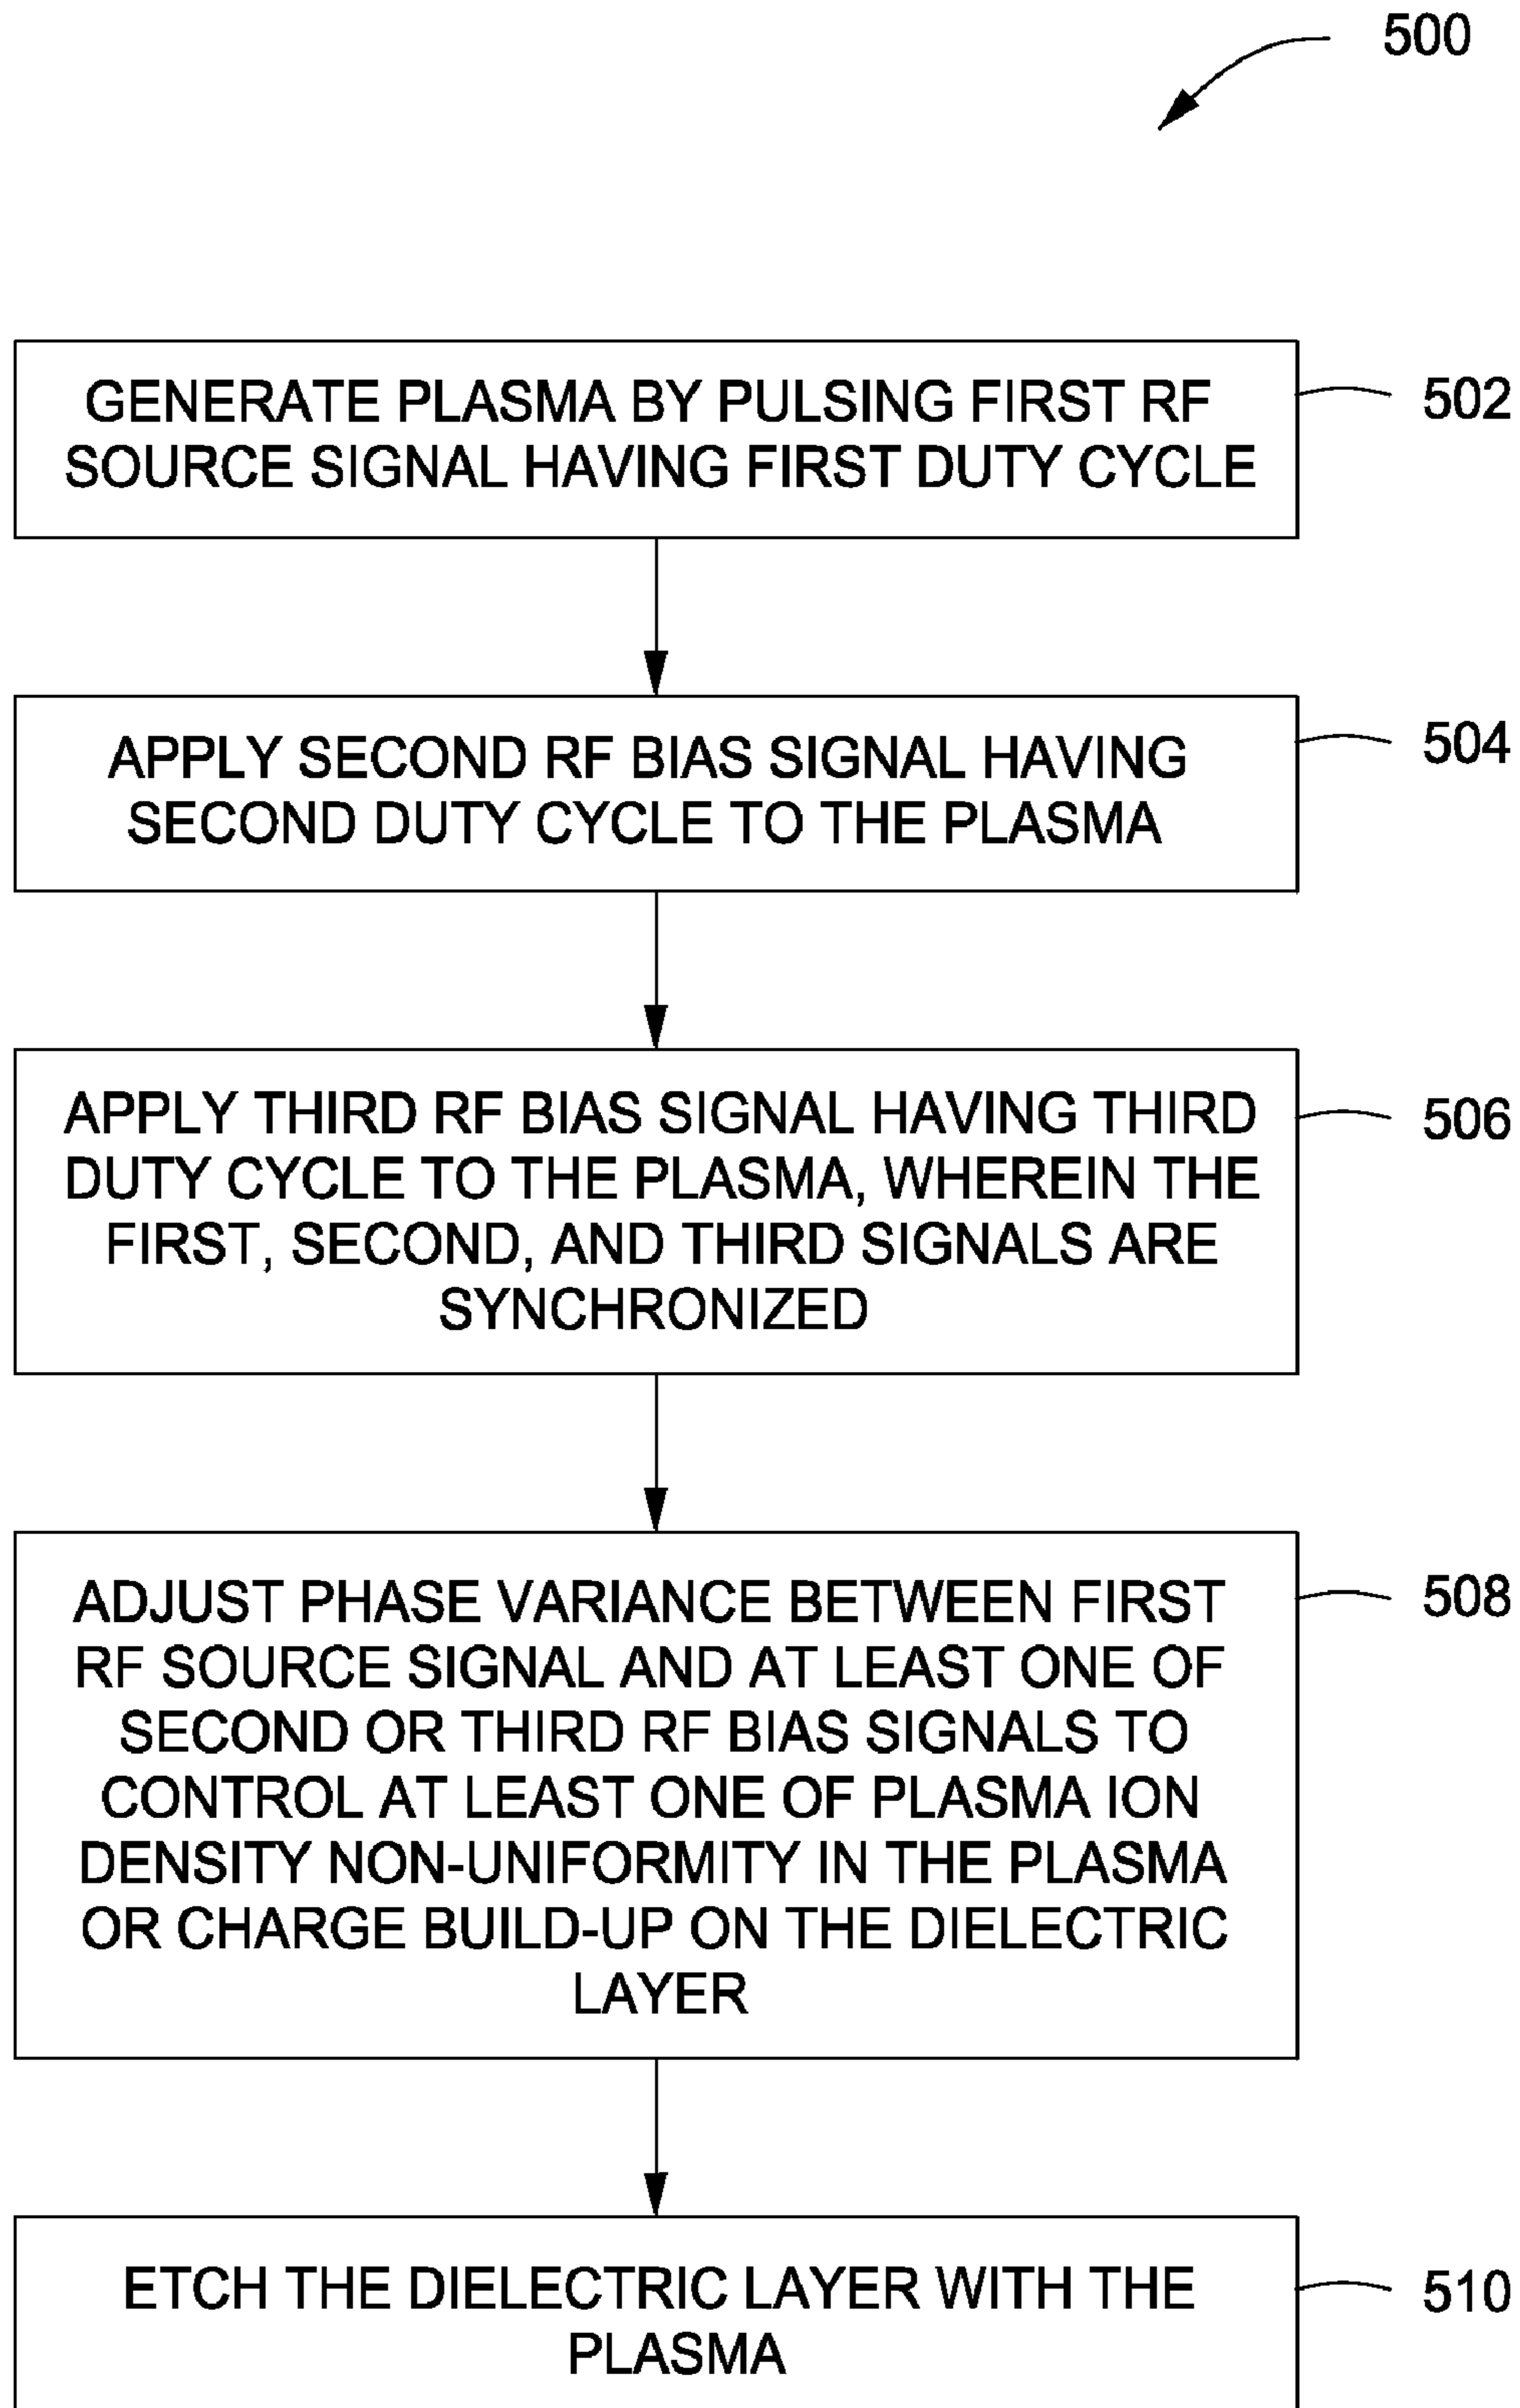 500
GENERATE PLASMA BY PULSING FIRST RF
SOURCE SIGNAL HAVING FIRST DUTY CYCLE
502
APPLY SECOND RF BIAS SIGNAL HAVING
SECOND DUTY CYCLE TO THE PLASMA
504
APPLY THIRD RF BIAS SIGNAL HAVING THIRD
DUTY CYCLE TO THE PLASMA, WHEREIN THE
FIRST, SECOND, AND THIRD SIGNALS ARE
SYNCHRONIZED
506
ADJUST PHASE VARIANCE BETWEEN FIRST
RF SOURCE SIGNAL AND AT LEAST ONE OF
SECOND OR THIRD RF BIAS SIGNALS TO
CONTROL AT LEAST ONE OF PLASMA ION
DENSITY NON-UNIFORMITY IN THE PLASMA
OR CHARGE BUILD-UP ON THE DIELECTRIC
LAYER
508
ETCH THE DIELECTRIC LAYER WITH THE
PLASMA
510